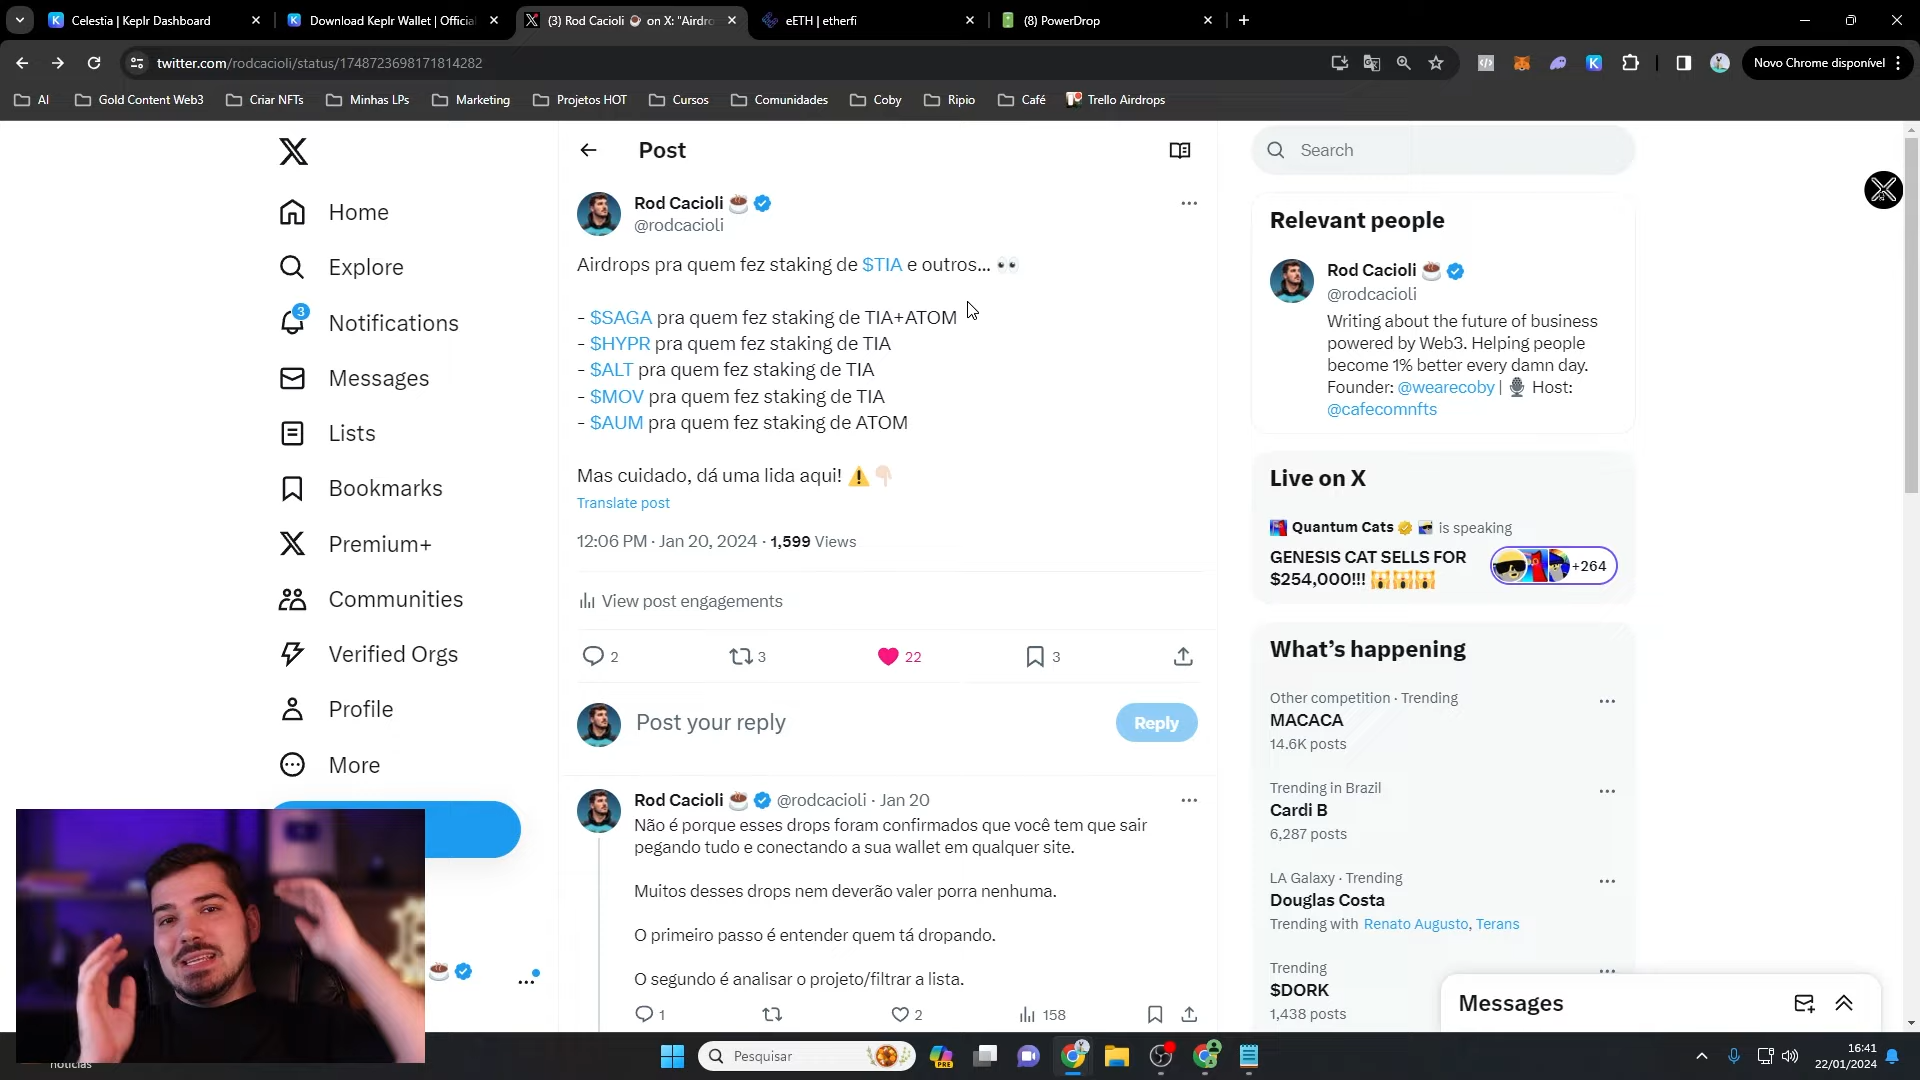 Celestia | Keplr Dashboard
Download Keplr Wallet | Official
(3) Rod Cacioli ☕ on X: "Airdro
eETH | etherfi
(8) PowerDrop
twitter.com/rodcacioli/status/1748723698171814282
Novo Chrome disponível
AI
Gold Content Web3
Criar NFTs
Minhas LPs
Marketing
Projetos HOT
Cursos
Comunidades
Coby
Ripio
Café
Trello Airdrops
Home
Explore
3
Notifications
Messages
Lists
Bookmarks
Premium+
Communities
Verified Orgs
Profile
More
Post
Rod Cacioli ☕
@rodcacioli
Airdrops pra quem fez staking de $TIA e outros... 👀
- $SAGA pra quem fez staking de TIA+ATOM
- $HYPR pra quem fez staking de TIA
- $ALT pra quem fez staking de TIA
- $MOV pra quem fez staking de TIA
- $AUM pra quem fez staking de ATOM
Mas cuidado, dá uma lida aqui! ⚠️👇🏻
Translate post
12:06 PM · Jan 20, 2024 · 1,599 Views
View post engagements
2 3 22 3
Post your reply
Reply
Rod Cacioli ☕ @rodcacioli · Jan 20
Não é porque esses drops foram confirmados que você tem que sair
pegando tudo e conectando a sua wallet em qualquer site.
Muitos desses drops nem deverão valer porra nenhuma.
O primeiro passo é entender quem tá dropando.
O segundo é analisar o projeto/filtrar a lista.
1 2 158
Search
Relevant people
Rod Cacioli ☕
@rodcacioli
Writing about the future of business
powered by Web3. Helping people
become 1% better every damn day.
Founder: @wearecoby | 🎙️ Host:
@cafecomnfts
Live on X
Quantum Cats is speaking
GENESIS CAT SELLS FOR
$254,000!!! 🙀🙀🙀
+264
What's happening
Other competition · Trending
MACACA
14.6K posts
Trending in Brazil
Cardi B
6,287 posts
LA Galaxy · Trending
Douglas Costa
Trending with Renato Augusto, Terans
Trending
$DORK
1,438 posts
Messages
notícias
Pesquisar
PRE
16:41
22/01/2024